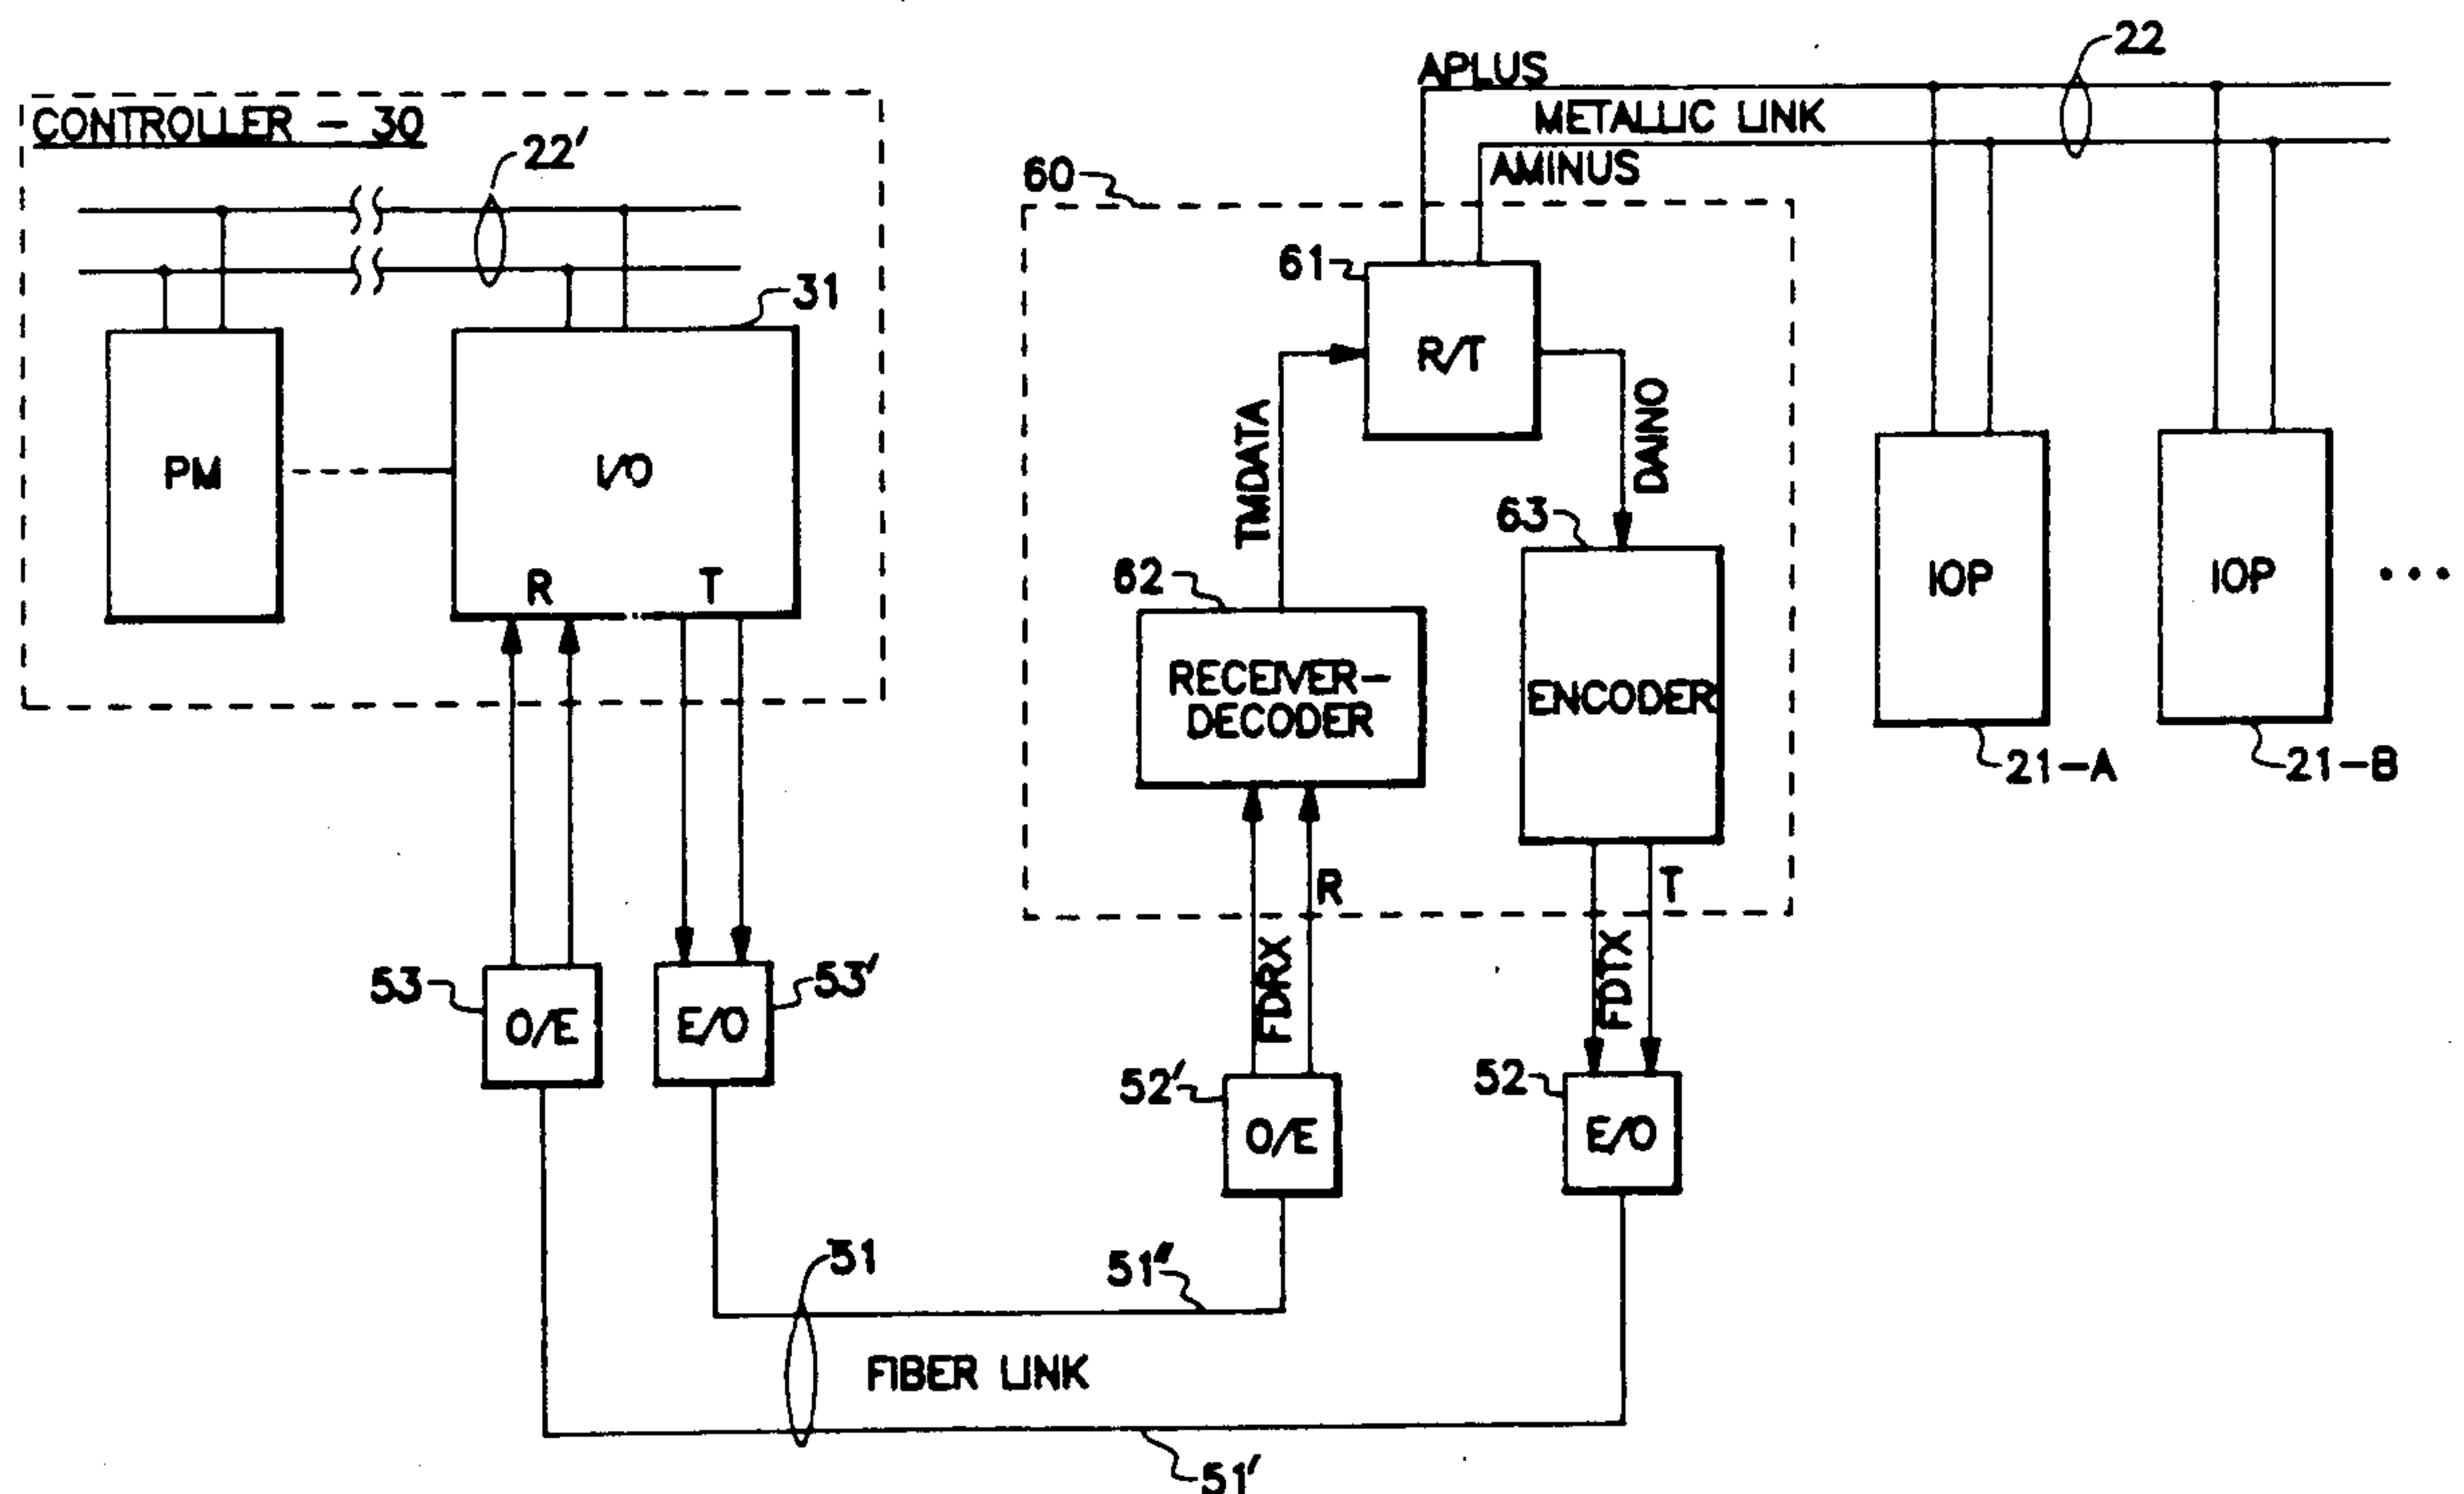 CONTROLLER - 30
22'
31
PM
I/O
R
T
53
O/E
53'
E/O
APLUS
METALLIC LINK
AMINUS
22
60
61
R/T
TMDATA
DAINO
62
63
RECEIVER-
DECODER
ENCODER
IOP
IOP
• • •
21-A
21-B
R
T
FDRX
FDTX
52'
O/E
52
E/O
51
51"
FIBER LINK
51'